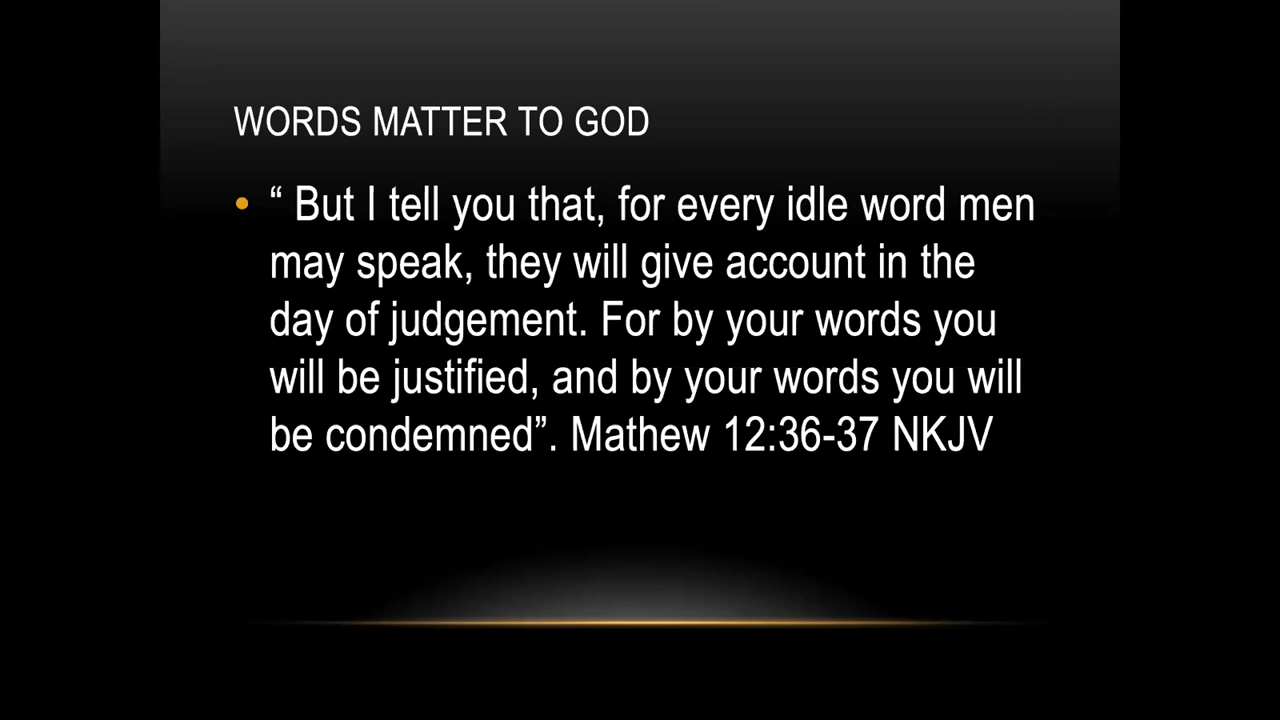 WORDS MATTER TO GOD
• “ But I tell you that, for every idle word men
may speak, they will give account in the
day of judgement. For by your words you
will be justified, and by your words you will
be condemned”. Mathew 12:36-37 NKJV